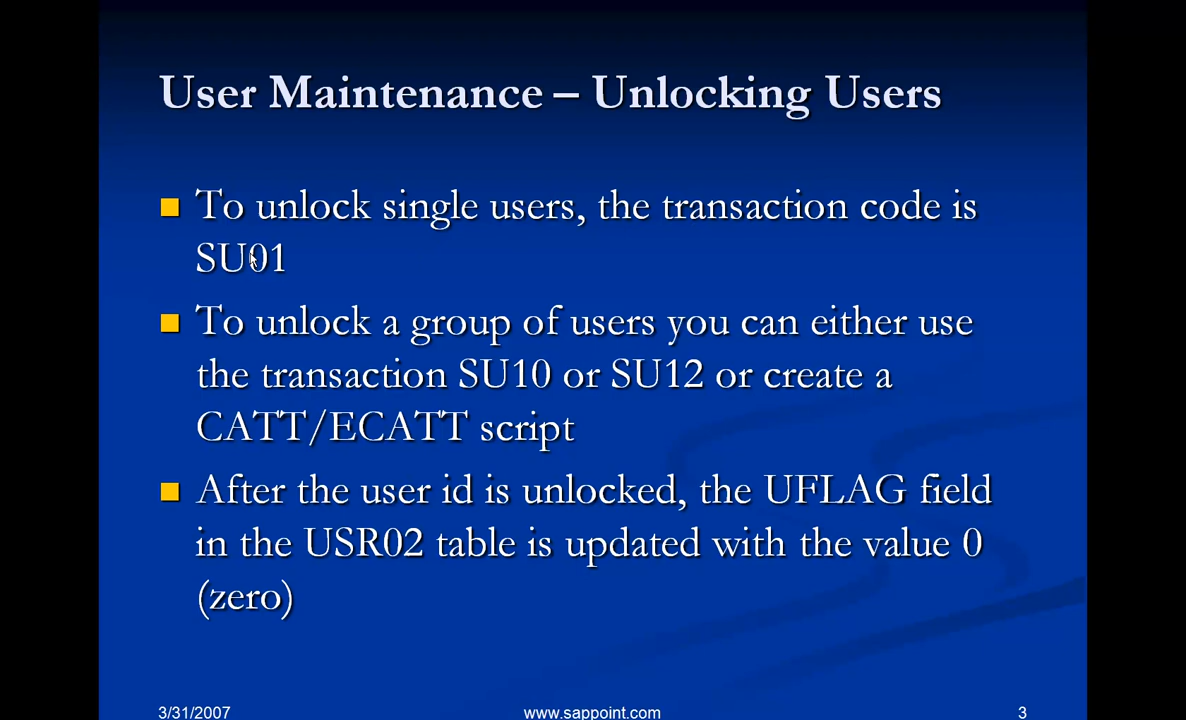 User Maintenance – Unlocking Users
To unlock single users, the transaction code is
SU01
To unlock a group of users you can either use
the transaction SU10 or SU12 or create a
CATT/ECATT script
After the user id is unlocked, the UFLAG field
in the USR02 table is updated with the value 0
(zero)
3/31/2007 www.sappoint.com 3